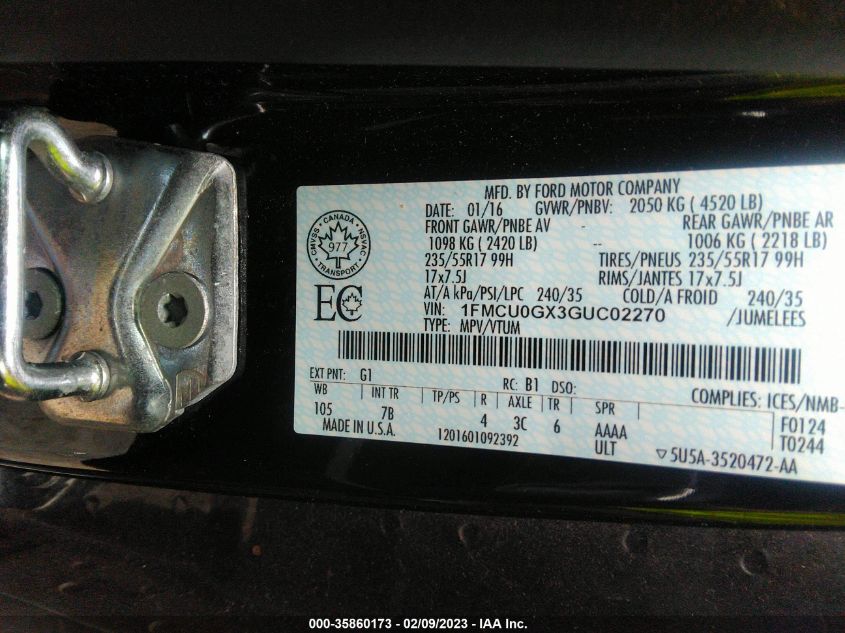 MFD. BY FORD MOTOR COMPANY
DATE: 01/16 GVWR/PNBV: 2050 KG ( 4520 LB)
FRONT GAWR/PNBE AV REAR GAWR/PNBE AR
1098 KG ( 2420 LB) -- 1006 KG ( 2218 LB)
235/55R17 99H TIRES/PNEUS 235/55R17 99H
17x7.5J RIMS/JANTES 17x7.5J
AT/A kPa/PSI/LPC 240/35 COLD/A FROID 240/35
VIN: 1FMCU0GX3GUC02270 /JUMELEES
TYPE: MPV/VTUM
CANADA
CMVSS NSVAC
977
TRANSPORT
EC
EXT PNT: G1 RC: B1 DSO: COMPLIES: ICES/NMB-
WB INT TR TP/PS R AXLE TR SPR F0124
105 7B 4 3C 6 AAAA T0244
MADE IN U.S.A. 1201601092392 ULT ▽5U5A-3520472-AA
000-35860173 - 02/09/2023 - IAA Inc.